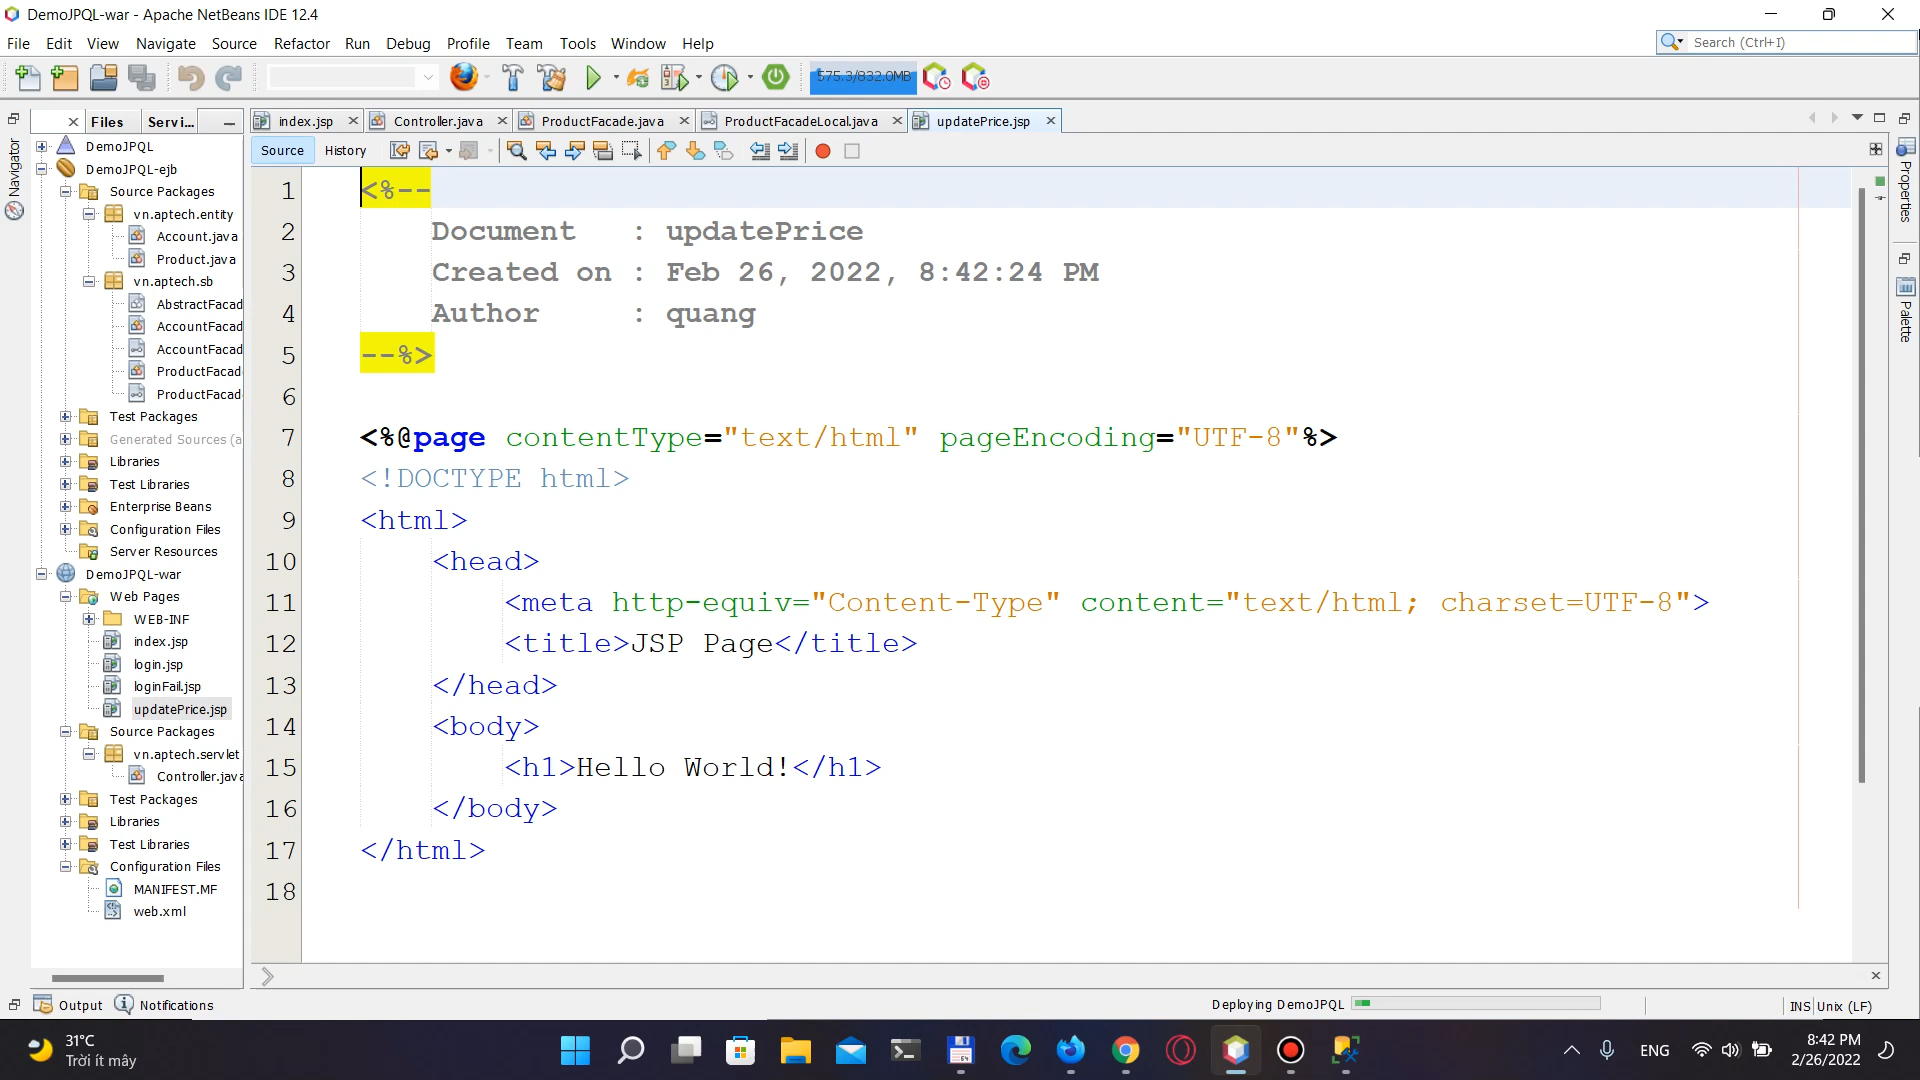 DemoJPQL-war - Apache NetBeans IDE 12.4
File Edit View Navigate Source Refactor Run Debug Profile Team Tools Window Help
Search (Ctrl+I)
575.3/832.0MB
Files Servi...
index.jsp Controller.java ProductFacade.java ProductFacadeLocal.java updatePrice.jsp
Source History
Navigator
Properties
Palette
DemoJPQL
DemoJPQL-ejb
Source Packages
vn.aptech.entity
Account.java
Product.java
vn.aptech.sb
AbstractFacad
AccountFacad
AccountFacad
ProductFacad
ProductFacad
Test Packages
Generated Sources (a
Libraries
Test Libraries
Enterprise Beans
Configuration Files
Server Resources
DemoJPQL-war
Web Pages
WEB-INF
index.jsp
login.jsp
loginFail.jsp
updatePrice.jsp
Source Packages
vn.aptech.servlet
Controller.java
Test Packages
Libraries
Test Libraries
Configuration Files
MANIFEST.MF
web.xml
1 <%--
2 Document : updatePrice
3 Created on : Feb 26, 2022, 8:42:24 PM
4 Author : quang
5 --%>
6
7 <%@page contentType="text/html" pageEncoding="UTF-8"%>
8 <!DOCTYPE html>
9 <html>
10 <head>
11 <meta http-equiv="Content-Type" content="text/html; charset=UTF-8">
12 <title>JSP Page</title>
13 </head>
14 <body>
15 <h1>Hello World!</h1>
16 </body>
17 </html>
18
Output Notifications
Deploying DemoJPQL
INS Unix (LF)
31°C
Trời ít mây
ENG
8:42 PM
2/26/2022